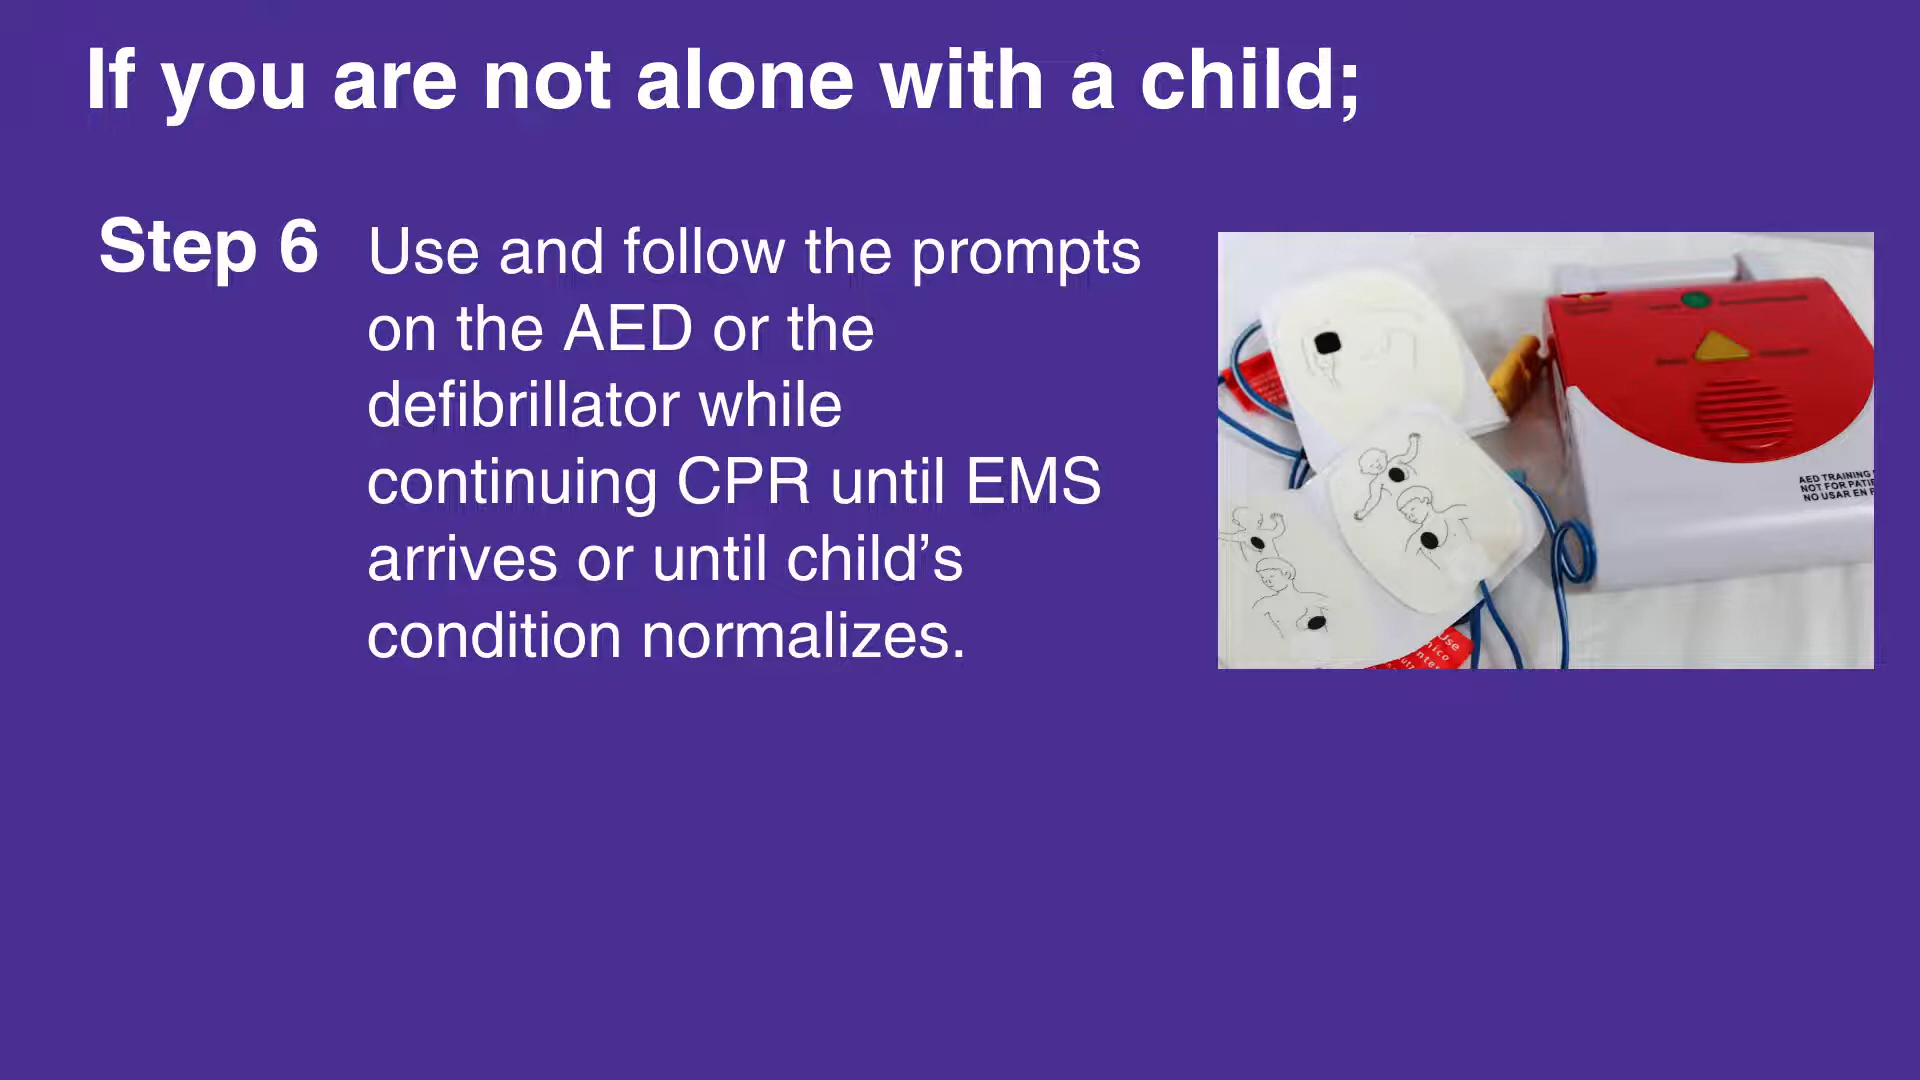 If you are not alone with a child;
Step 6
Use and follow the prompts
on the AED or the
defibrillator while
continuing CPR until EMS
arrives or until child’s
condition normalizes.
AED TRAINING
NOT FOR
NO USAR EN